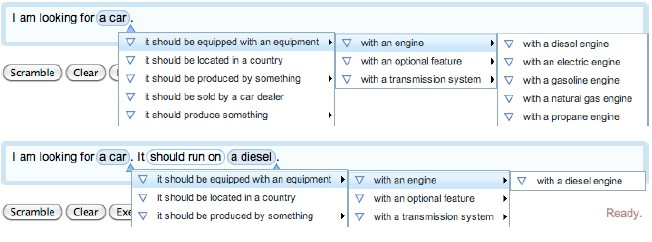 I am looking for a car.
it should be equipped with an equipment with an engine with a diesel engine
it should be located in a country with an optional feature with an electric engine
Scramble Clear it should be produced by something with a transmission system with a gasoline engine
it should be sold by a car dealer with a natural gas engine
it should produce something with a propane engine
I am looking for a car. It should run on a diesel.
it should be equipped with an equipment with an engine with a diesel engine
it should be located in a country with an optional feature
Scramble Clear Exe it should be produced by something with a transmission system Ready.